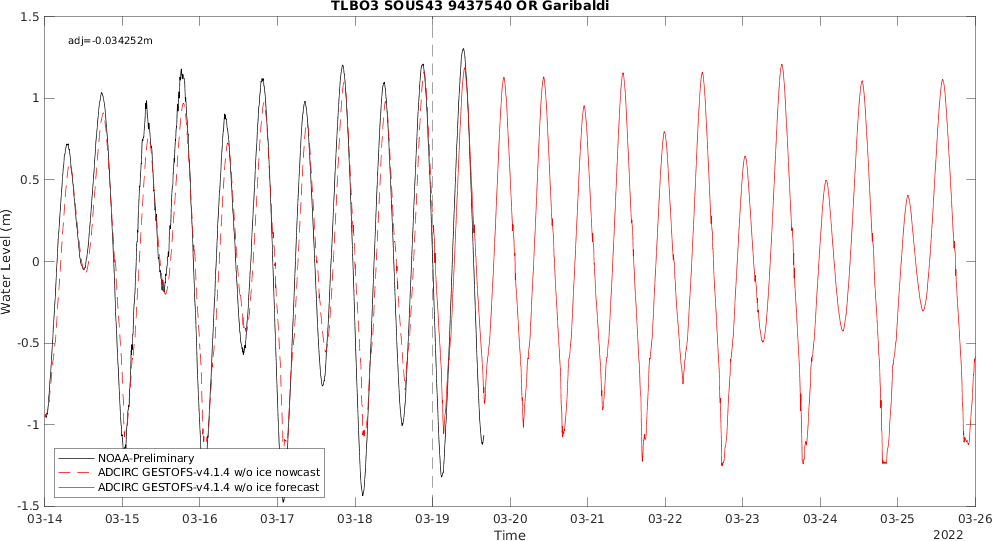 TLBO3 SOUS43 9437540 OR Garibaldi
adj=-0.034252m
1.5
1
0.5
0
-0.5
-1
-1.5
Water Level (m)
NOAA-Preliminary
ADCIRC GESTOFS-v4.1.4 w/o ice nowcast
ADCIRC GESTOFS-v4.1.4 w/o ice forecast
03-14 03-15 03-16 03-17 03-18 03-19 03-20 03-21 03-22 03-23 03-24 03-25 03-26
Time
2022